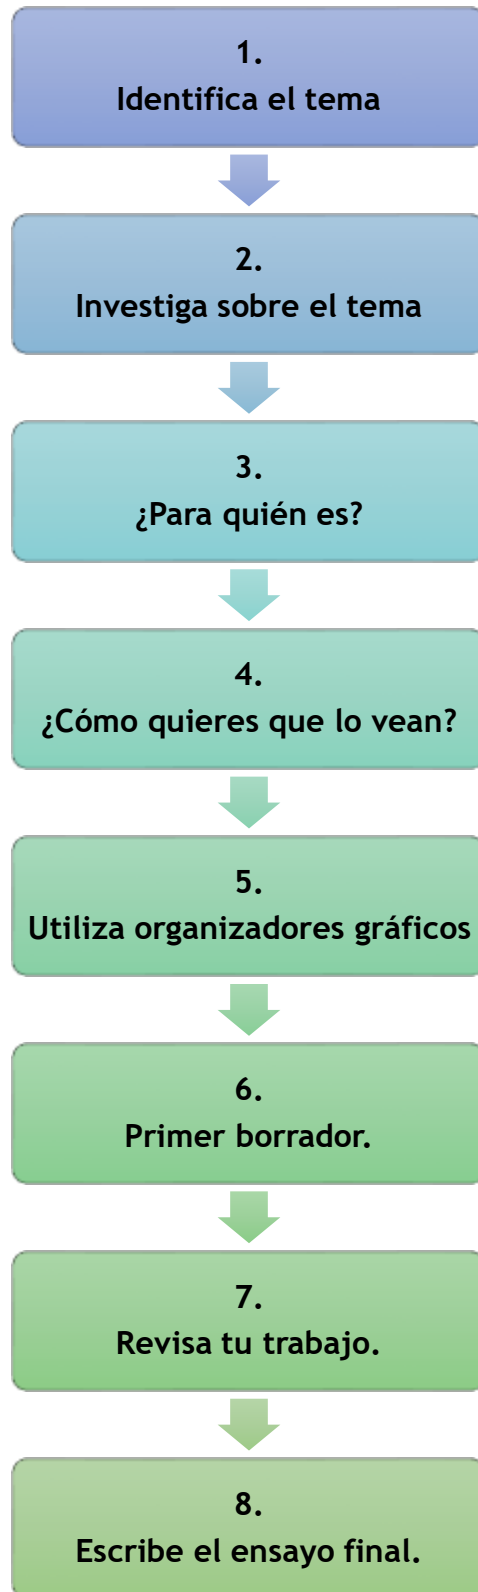 1.
Identifica el tema
2.
Investiga sobre el tema
3.
¿Para quién es?
4.
¿Cómo quieres que lo vean?
5.
Utiliza organizadores gráficos
6.
Primer borrador.
7.
Revisa tu trabajo.
8.
Escribe el ensayo final.